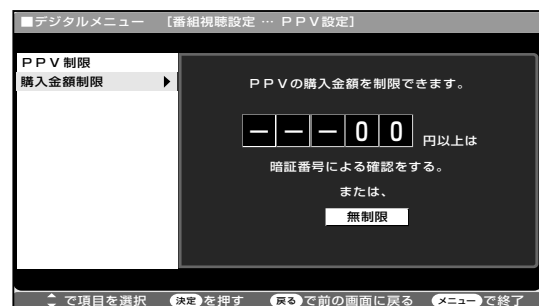 ■デジタルメニュー [番組視聴設定 … ＰＰＶ設定]
ＰＰＶ制限
購入金額制限 ▶
ＰＰＶの購入金額を制限できます。
－－－００ 円以上は
暗証番号による確認をする。
または、
無制限
で項目を選択 決定を押す 戻るで前の画面に戻る メニューで終了